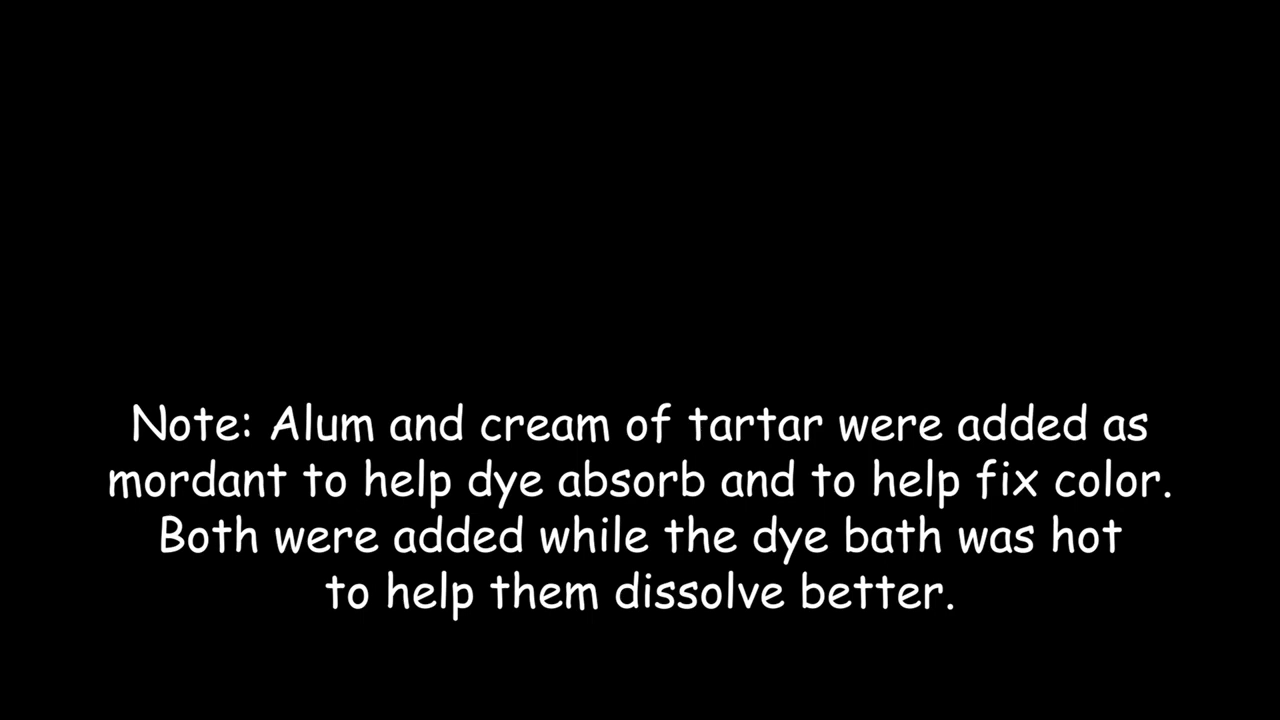 Note: Alum and cream of tartar were added as
mordant to help dye absorb and to help fix color.
Both were added while the dye bath was hot
to help them dissolve better.